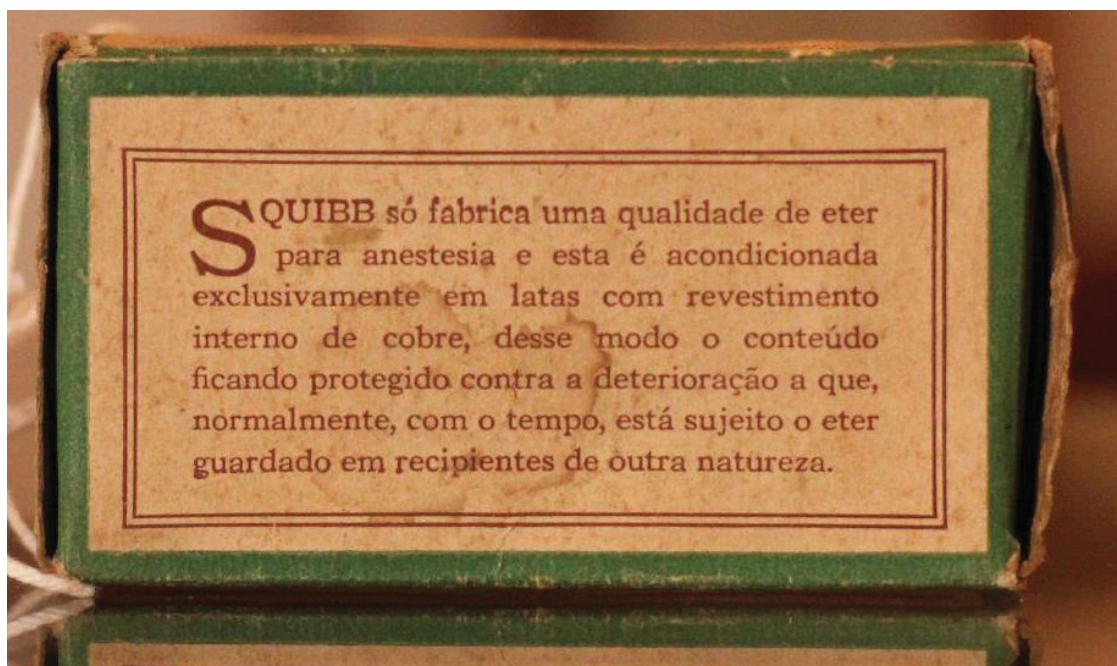 SQUIBB só fabrica uma qualidade de eter
para anestesia e esta é acondicionada
exclusivamente em latas com revestimento
interno de cobre, desse modo o conteúdo
ficando protegido contra a deterioração a que,
normalmente, com o tempo, está sujeito o eter
guardado em recipientes de outra natureza.